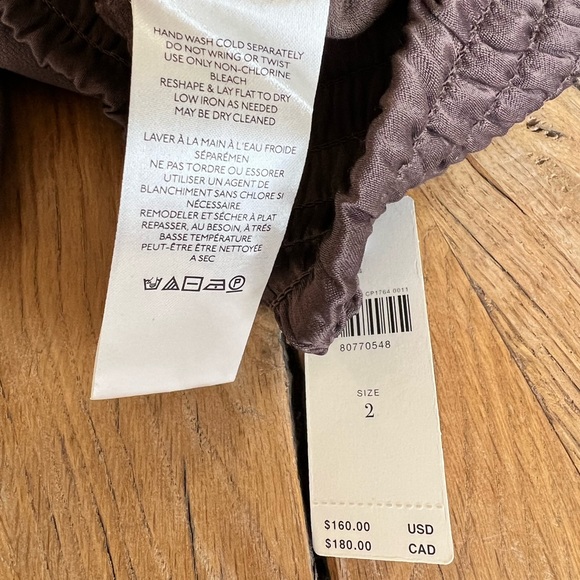 HAND WASH COLD SEPARATELY
DO NOT WRING OR TWIST
USE ONLY NON-CHLORINE
BLEACH
RESHAPE & LAY FLAT TO DRY
LOW IRON AS NEEDED
MAY BE DRY CLEANED
LAVER À LA MAIN À L'EAU FROIDE
SÉPARÉMEN
NE PAS TORDRE OU ESSORER
UTILISER UN AGENT DE
BLANCHIMENT SANS CHLORE SI
NÉCESSAIRE
REMODELER ET SÉCHER À PLAT
REPASSER, AU BESOIN, À TRÉS
BASSE TEMPÉRATURE
PEUT-ÊTRE ÊTRE NETTOYÉE
A SEC
P
CP1764 0011
80770548
SIZE
2
$160.00 USD
$180.00 CAD